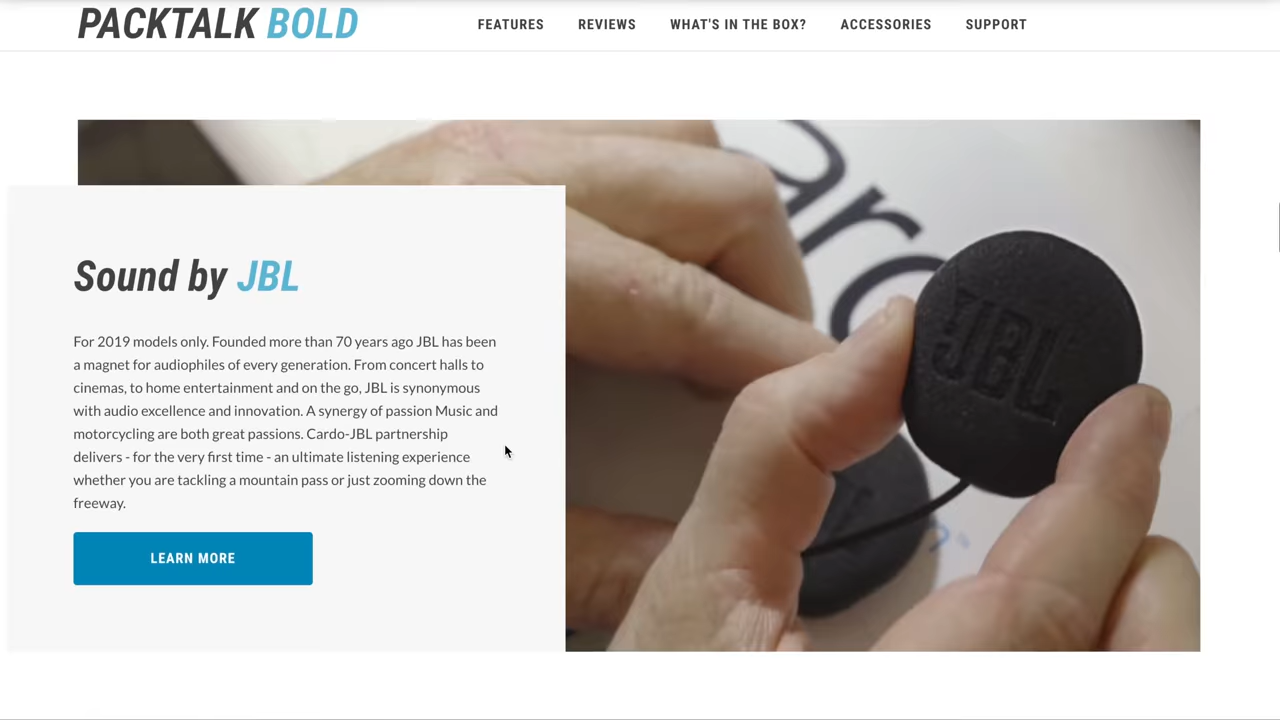 PACKTALK BOLD
FEATURES REVIEWS WHAT'S IN THE BOX? ACCESSORIES SUPPORT
Sound by JBL
For 2019 models only. Founded more than 70 years ago JBL has been
a magnet for audiophiles of every generation. From concert halls to
cinemas, to home entertainment and on the go, JBL is synonymous
with audio excellence and innovation. A synergy of passion Music and
motorcycling are both great passions. Cardo-JBL partnership
delivers - for the very first time - an ultimate listening experience
whether you are tackling a mountain pass or just zooming down the
freeway.
LEARN MORE
JBL